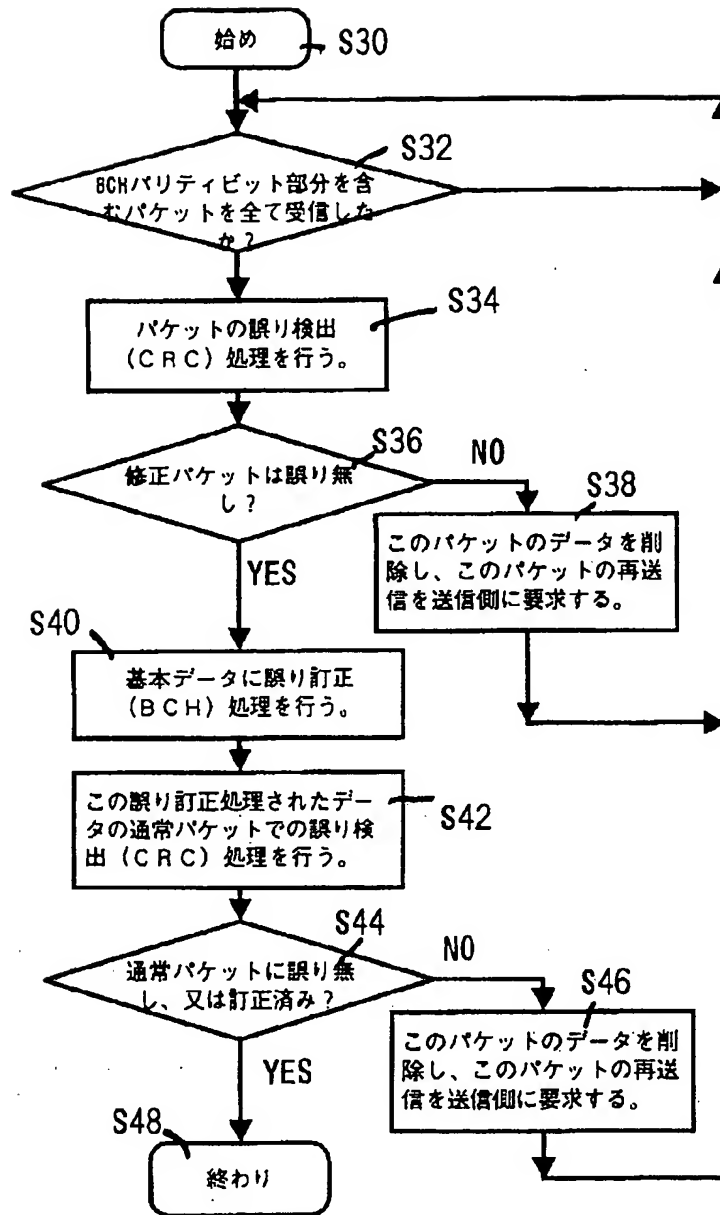 始め
S30
S32
BCHパリティビット部分を含
むパケットを全て受信した
か?
S34
パケットの誤り検出
(CRC)処理を行う。
S36
NO
修正パケットは誤り無
し?
S38
このパケットのデータを削
除し、このパケットの再送
信を送信側に要求する。
YES
S40
基本データに誤り訂正
(BCH)処理を行う。
この誤り訂正処理されたデー
タの通常パケットでの誤り検
出(CRC)処理を行う。
S42
S44
NO
通常パケットに誤り無
し、又は訂正済み?
S46
このパケットのデータを削
除し、このパケットの再送
信を送信側に要求する。
YES
S48
終わり